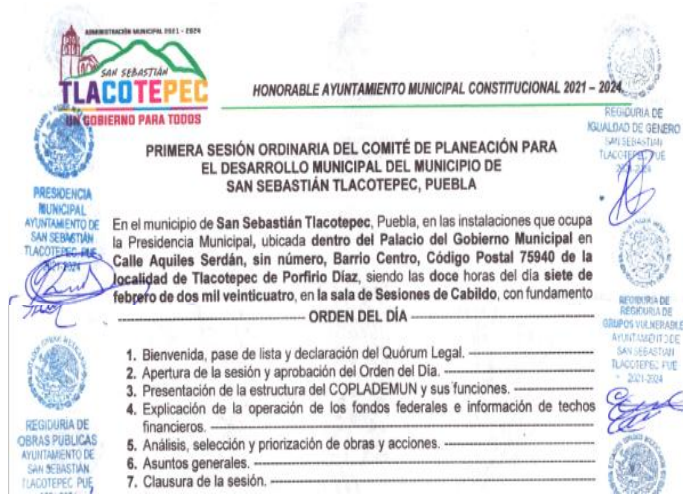 ADMINISTRACIÓN MUNICIPAL 2021 - 2024
SAN SEBASTIÁN
TLACOTEPEC
UN GOBIERNO PARA TODOS
HONORABLE AYUNTAMIENTO MUNICIPAL CONSTITUCIONAL 2021 – 2024.
PRIMERA SESIÓN ORDINARIA DEL COMITÉ DE PLANEACIÓN PARA
EL DESARROLLO MUNICIPAL DEL MUNICIPIO DE
SAN SEBASTIÁN TLACOTEPEC, PUEBLA
En el municipio de San Sebastián Tlacotepec, Puebla, en las instalaciones que ocupa
la Presidencia Municipal, ubicada dentro del Palacio del Gobierno Municipal en
Calle Aquiles Serdán, sin número, Barrio Centro, Código Postal 75940 de la
localidad de Tlacotepec de Porfirio Díaz, siendo las doce horas del día siete de
febrero de dos mil veinticuatro, en la sala de Sesiones de Cabildo, con fundamento
ORDEN DEL DÍA
1. Bienvenida, pase de lista y declaración del Quórum Legal.
2. Apertura de la sesión y aprobación del Orden del Día.
3. Presentación de la estructura del COPLADEMUN y sus funciones.
4. Explicación de la operación de los fondos federales e información de techos
financieros.
5. Análisis, selección y priorización de obras y acciones.
6. Asuntos generales.
7. Clausura de la sesión.
PRESIDENCIA
MUNICIPAL
AYUNTAMIENTO DE
SAN SEBASTIÁN
TLACOTEPEC, PUE
2021-2024
REGIDURIA DE
OBRAS PUBLICAS
AYUNTAMIENTO DE
SAN SEBASTIÁN
TLACOTEPEC, PUE
REGIDURIA DE
IGUALDAD DE GENERO
SAN SEBASTIÁN
TLACOTEPEC, PUE
2021-2024
REGIDURIA DE
GRUPOS VULNERABLES
AYUNTAMIENTO DE
SAN SEBASTIÁN
TLACOTEPEC, PUE
2021-2024